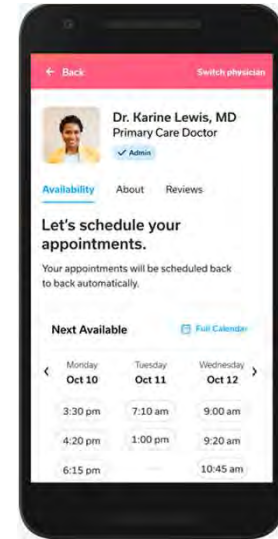 ← Back Switch physician
Dr. Karine Lewis, MD
Primary Care Doctor
✓ Admin
Availability About Reviews
Let's schedule your
appointments.
Your appointments will be scheduled back
to back automatically.
Next Available Full Calendar
Monday Tuesday Wednesday
Oct 10 Oct 11 Oct 12
3:30 pm 7:10 am 9:00 am
4:20 pm 1:00 pm 9:20 am
6:15 pm — 10:45 am